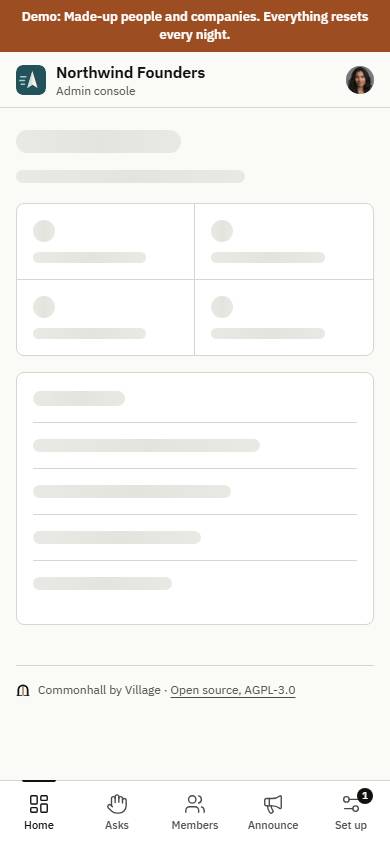 Demo: Made-up people and companies. Everything resets
every night.
Northwind Founders
Admin console
Commonhall by Village · Open source, AGPL-3.0
1
Home
Asks
Members
Announce
Set up